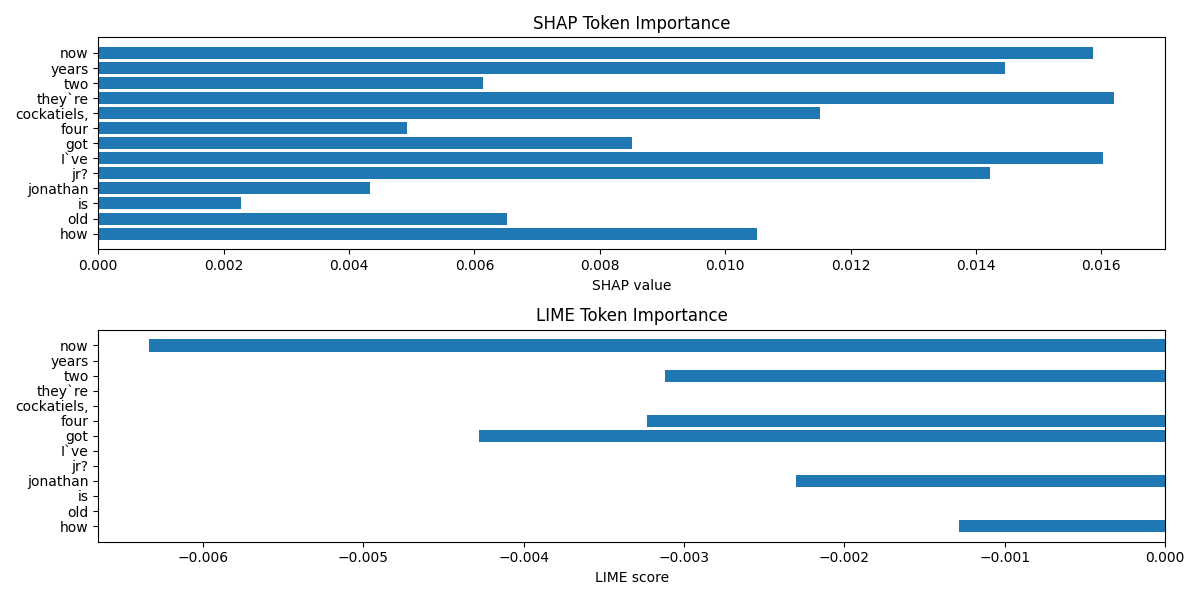 SHAP Token Importance
now
years
two
they`re
cockatiels,
four
got
I`ve
jr?
jonathan
is
old
how
0.000 0.002 0.004 0.006 0.008 0.010 0.012 0.014 0.016
SHAP value
LIME Token Importance
now
years
two
they`re
cockatiels,
four
got
I`ve
jr?
jonathan
is
old
how
−0.006 −0.005 −0.004 −0.003 −0.002 −0.001 0.000
LIME score